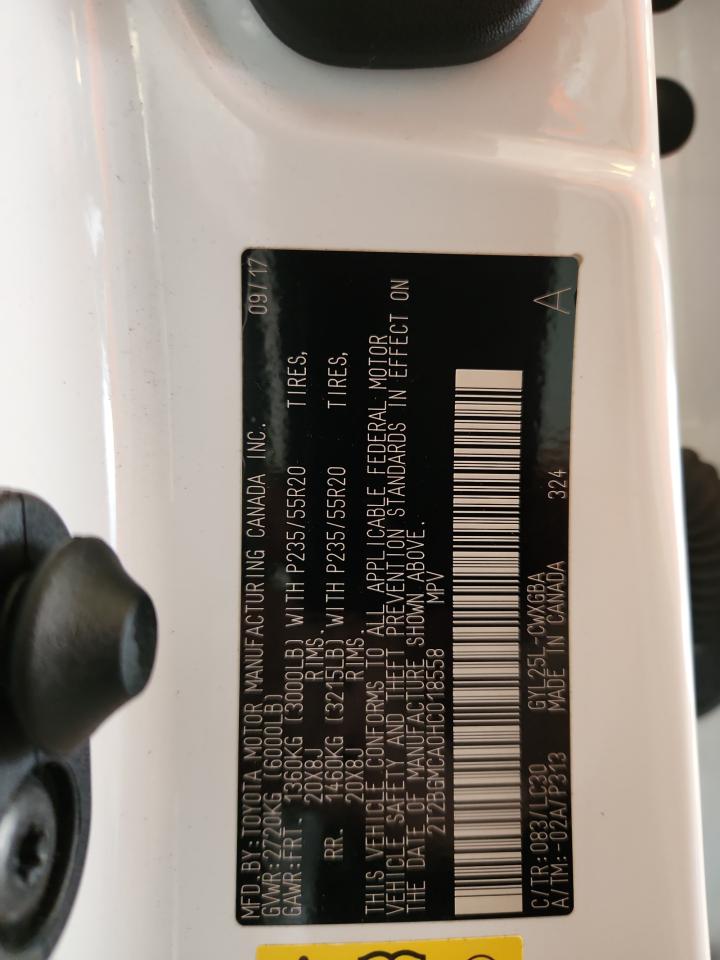 MFD. BY:TOYOTA MOTOR MANUFACTURING CANADA INC. 09/17
GVWR:2720KG (6000LB)
GAWR:FRT. 1360KG (3000LB) WITH P235/55R20 TIRES,
20X8J RIMS.
RR. 1460KG (3215LB) WITH P235/55R20 TIRES,
20X8J RIMS.
THIS VEHICLE CONFORMS TO ALL APPLICABLE FEDERAL MOTOR
VEHICLE SAFETY AND THEFT PREVENTION STANDARDS IN EFFECT ON
THE DATE OF MANUFACTURE SHOWN ABOVE.
2T2BGMCA0HC018558 MPV
C/TR:083/LC30 GYL25L-CWXGBA
A/TM:-02A/P313 MADE IN CANADA 324 A